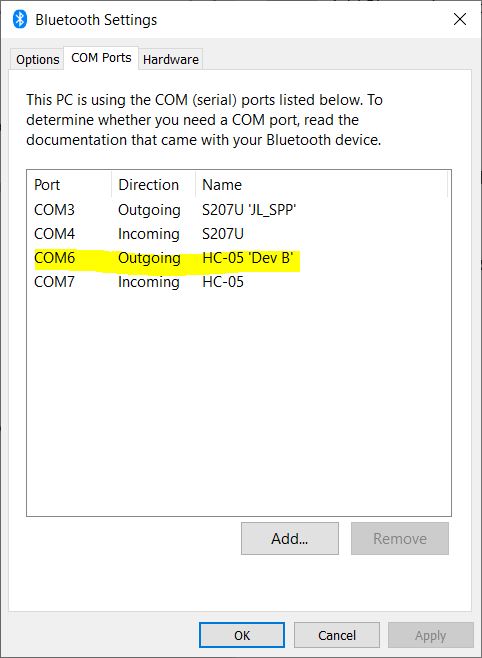 Bluetooth Settings
Options COM Ports Hardware
This PC is using the COM (serial) ports listed below. To
determine whether you need a COM port, read the
documentation that came with your Bluetooth device.
Port Direction Name
COM3 Outgoing S207U 'JL_SPP'
COM4 Incoming S207U
COM6 Outgoing HC-05 'Dev B'
COM7 Incoming HC-05
Add... Remove
OK Cancel Apply